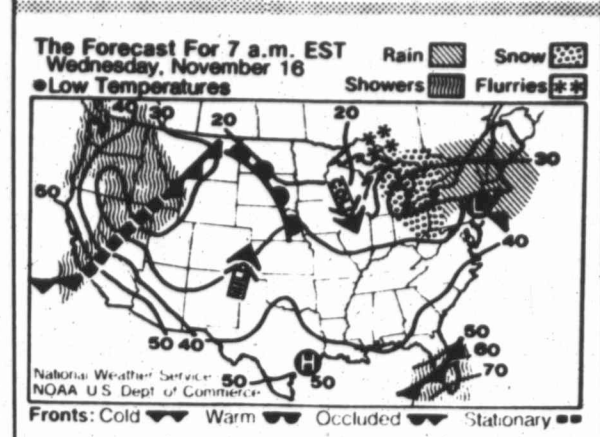 The Forecast For 7 a.m. EST
Wednesday, November 16
●Low Temperatures
Rain
Snow
Showers
Flurries
40 30 20 20
50
30
40
50 40
50
60
70
H
50 50
National Weather Service
NOAA U S Dept of Commerce
Fronts: Cold Warm Occluded Stationary